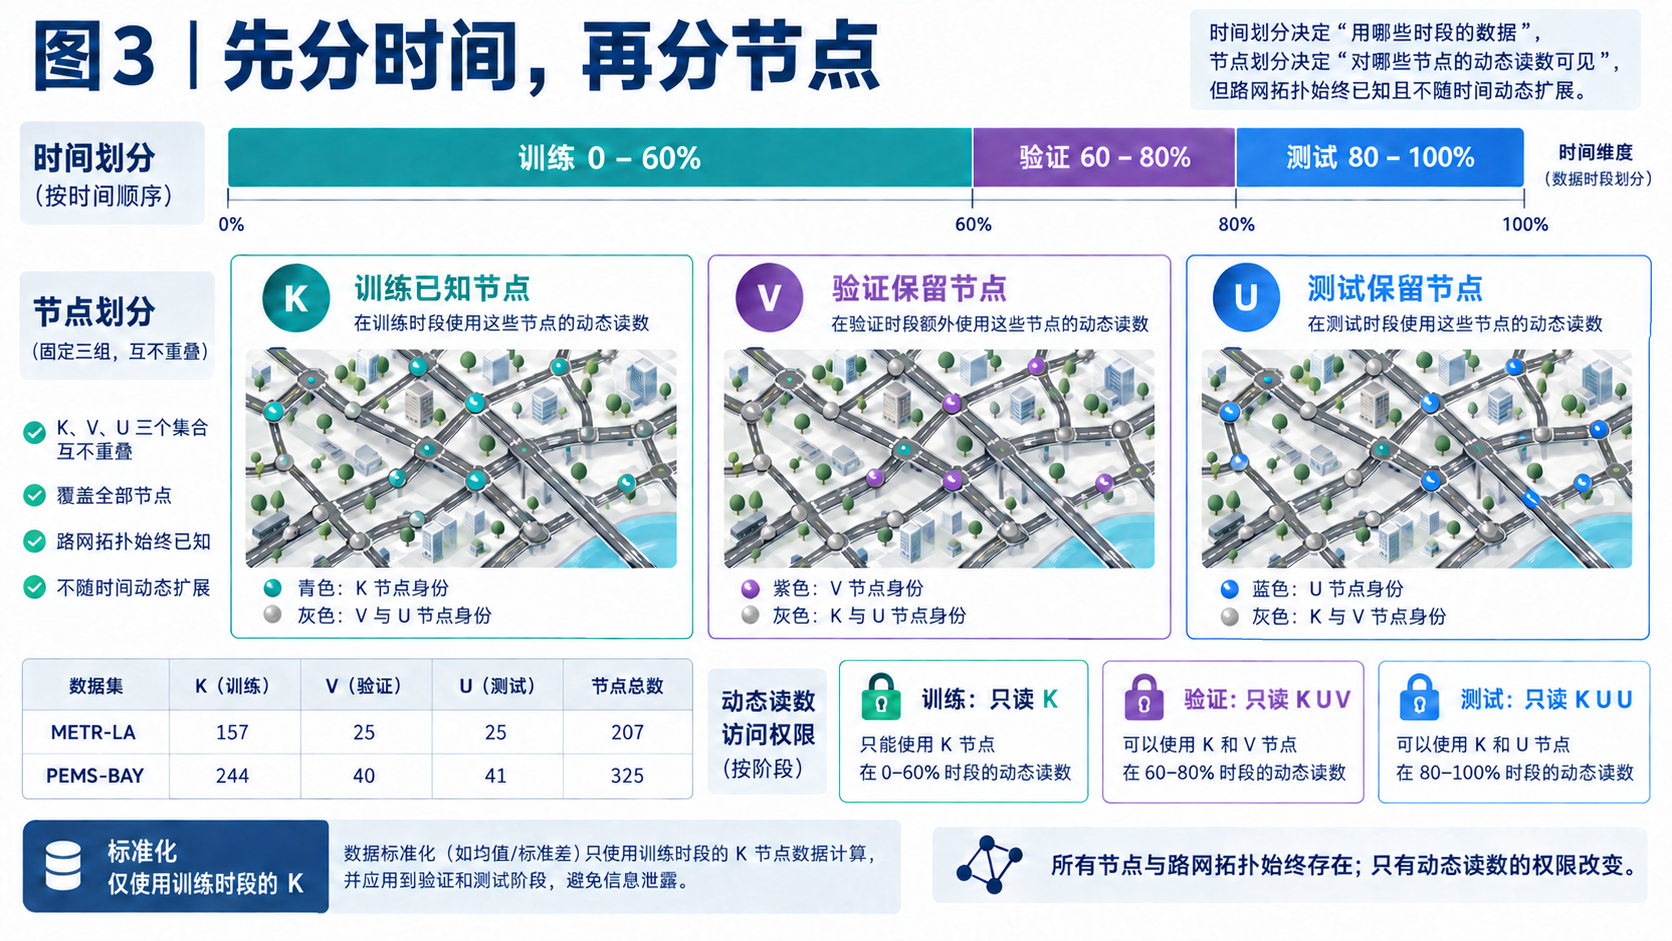 图3｜先分时间，再分节点
时间划分决定“用哪些时段的数据”，
节点划分决定“对哪些节点的动态读数可见”，
但路网拓扑始终已知且不随时间动态扩展。
时间划分
（按时间顺序）
训练 0 – 60%
验证 60 – 80%
测试 80 – 100%
时间维度
（数据时段划分）
0%
60%
80%
100%
节点划分
（固定三组，互不重叠）
K、V、U 三个集合
互不重叠
覆盖全部节点
路网拓扑始终已知
不随时间动态扩展
K
训练已知节点
在训练时段使用这些节点的动态读数
青色：K 节点身份
灰色：V 与 U 节点身份
V
验证保留节点
在验证时段额外使用这些节点的动态读数
紫色：V 节点身份
灰色：K 与 U 节点身份
U
测试保留节点
在测试时段使用这些节点的动态读数
蓝色：U 节点身份
灰色：K 与 V 节点身份
数据集 K（训练） V（验证） U（测试） 节点总数
METR-LA 157 25 25 207
PEMS-BAY 244 40 41 325
动态读数
访问权限
（按阶段）
训练：只读 K
只能使用 K 节点
在 0–60% 时段的动态读数
验证：只读 K U V
可以使用 K 和 V 节点
在 60–80% 时段的动态读数
测试：只读 K U U
可以使用 K 和 U 节点
在 80–100% 时段的动态读数
标准化
仅使用训练时段的 K
数据标准化（如均值/标准差）只使用训练时段的 K 节点数据计算，
并应用到验证和测试阶段，避免信息泄露。
所有节点与路网拓扑始终存在；只有动态读数的权限改变。